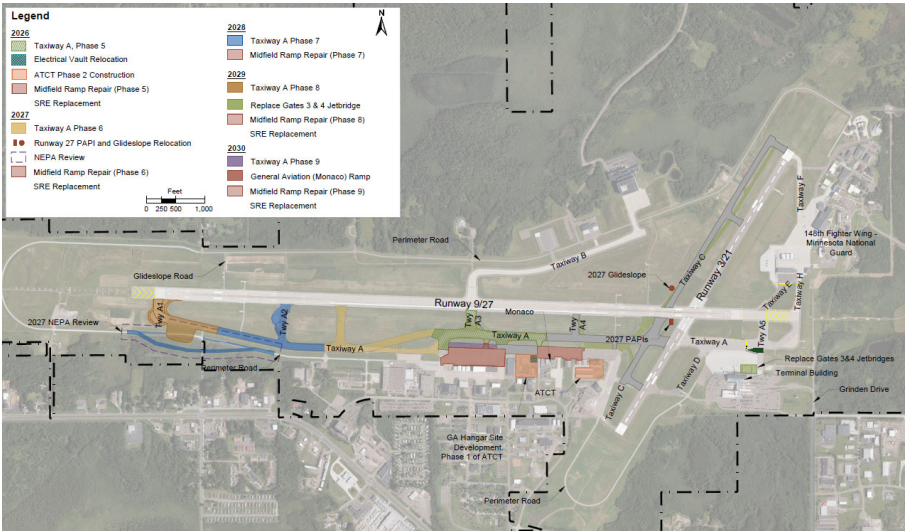 Legend
2026
Taxiway A, Phase 5
Electrical Vault Relocation
ATCT Phase 2 Construction
Midfield Ramp Repair (Phase 5)
SRE Replacement
2027
Taxiway A Phase 6
Runway 27 PAPI and Glideslope Relocation
NEPA Review
Midfield Ramp Repair (Phase 6)
SRE Replacement
2028
Taxiway A Phase 7
Midfield Ramp Repair (Phase 7)
2029
Taxiway A Phase 8
Replace Gates 3 & 4 Jetbridge
Midfield Ramp Repair (Phase 8)
SRE Replacement
2030
Taxiway A Phase 9
General Aviation (Monaco) Ramp
Midfield Ramp Repair (Phase 9)
SRE Replacement
N
Feet
0 250 500 1,000
Perimeter Road
Taxiway B
Glideslope Road
2027 Glideslope
Taxiway C
Runway 3/21
Taxiway F
148th Fighter Wing -
Minnesota National
Guard
Taxiway E
Taxiway H
Runway 9/27
Monaco
Twy A1
Twy A2
Twy
A3
Twy
A4
Twy A5
2027 NEPA Review
Taxiway A
Taxiway A
Taxiway A
2027 PAPIs
Perimeter Road
Taxiway C
Taxiway D
ATCT
Replace Gates 3&4 Jetbridges
Terminal Building
Grinden Drive
GA Hangar Site
Development.
Phase 1 of ATCT
Perimeter Road